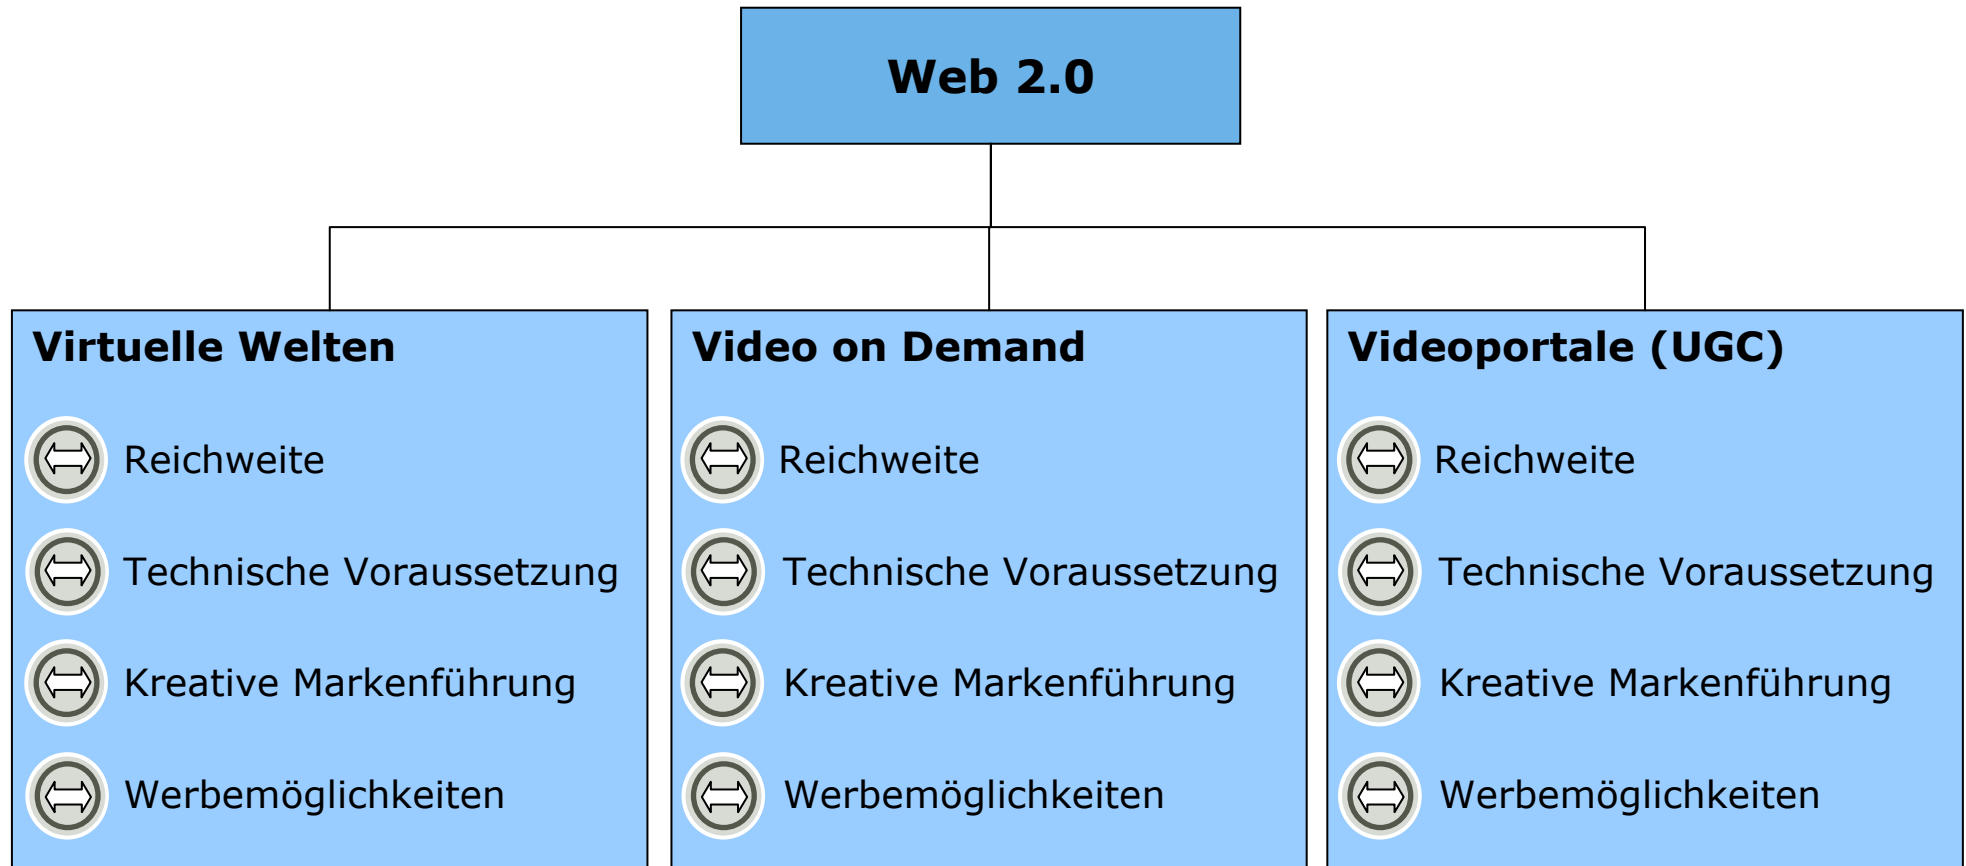 Web 2.0
Virtuelle Welten
Reichweite
Technische Voraussetzung
Kreative Markenführung
Werbemöglichkeiten
Video on Demand
Reichweite
Technische Voraussetzung
Kreative Markenführung
Werbemöglichkeiten
Videoportale (UGC)
Reichweite
Technische Voraussetzung
Kreative Markenführung
Werbemöglichkeiten